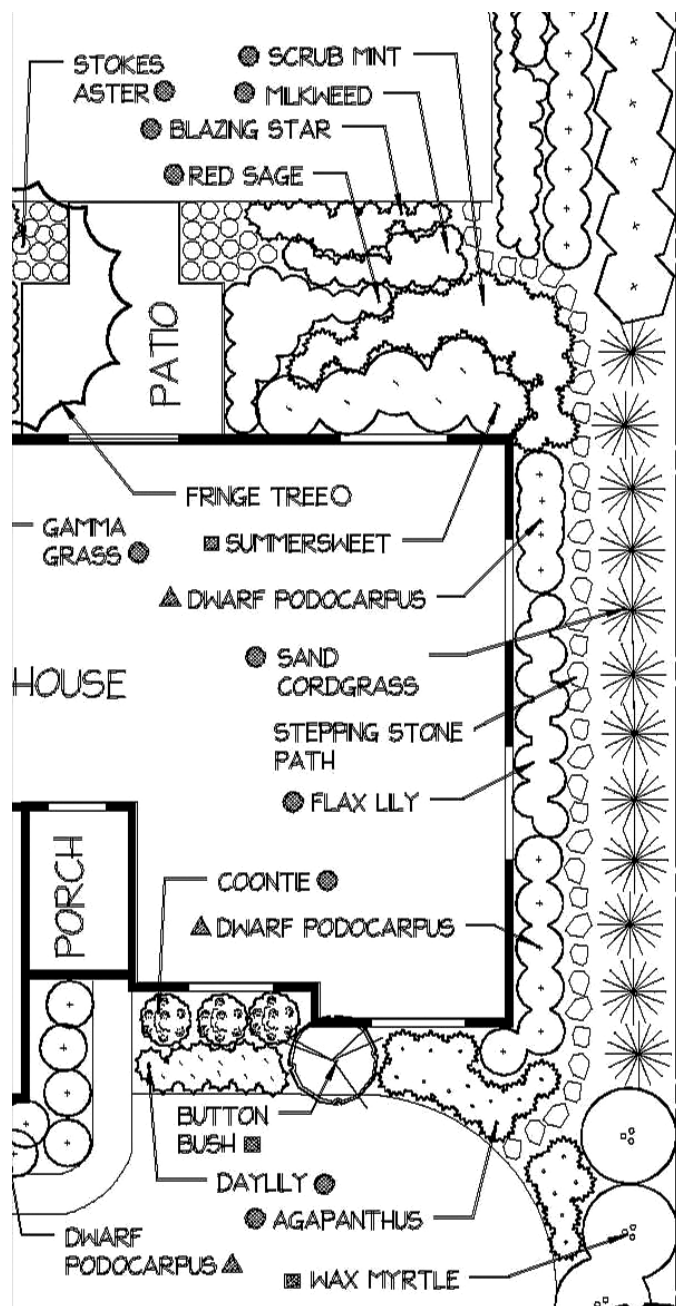 SCRUB MINT
STOKES
ASTER
MILKWEED
BLAZING STAR
RED SAGE
PATIO
FRINGE TREE
GAMMA
GRASS
SUMMERSWEET
DWARF PODOCARPUS
SAND
CORDGRASS
HOUSE
STEPPING STONE
PATH
FLAX LILY
PORCH
COONTIE
DWARF PODOCARPUS
BUTTON
BUSH
DAYLILY
AGAPANTHUS
DWARF
PODOCARPUS
WAX MYRTLE